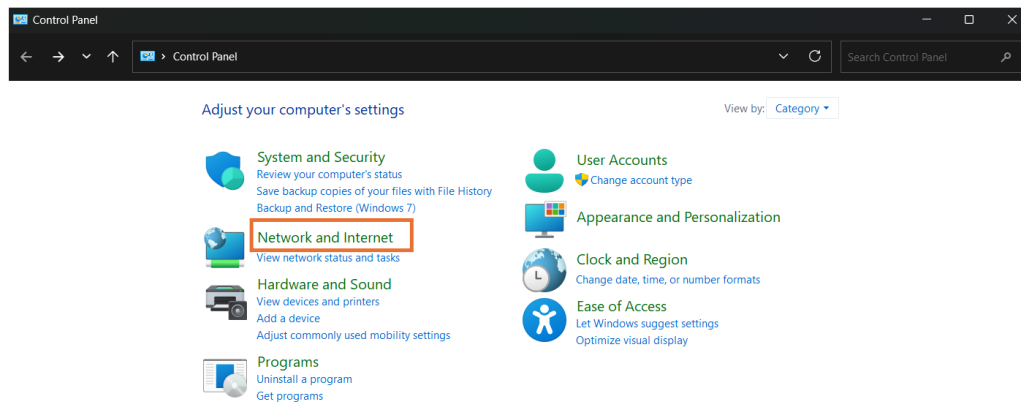 Control Panel
Control Panel
Search Control Panel
Adjust your computer's settings
View by: Category
System and Security
Review your computer's status
Save backup copies of your files with File History
Backup and Restore (Windows 7)
Network and Internet
View network status and tasks
Hardware and Sound
View devices and printers
Add a device
Adjust commonly used mobility settings
Programs
Uninstall a program
Get programs
User Accounts
Change account type
Appearance and Personalization
Clock and Region
Change date, time, or number formats
Ease of Access
Let Windows suggest settings
Optimize visual display